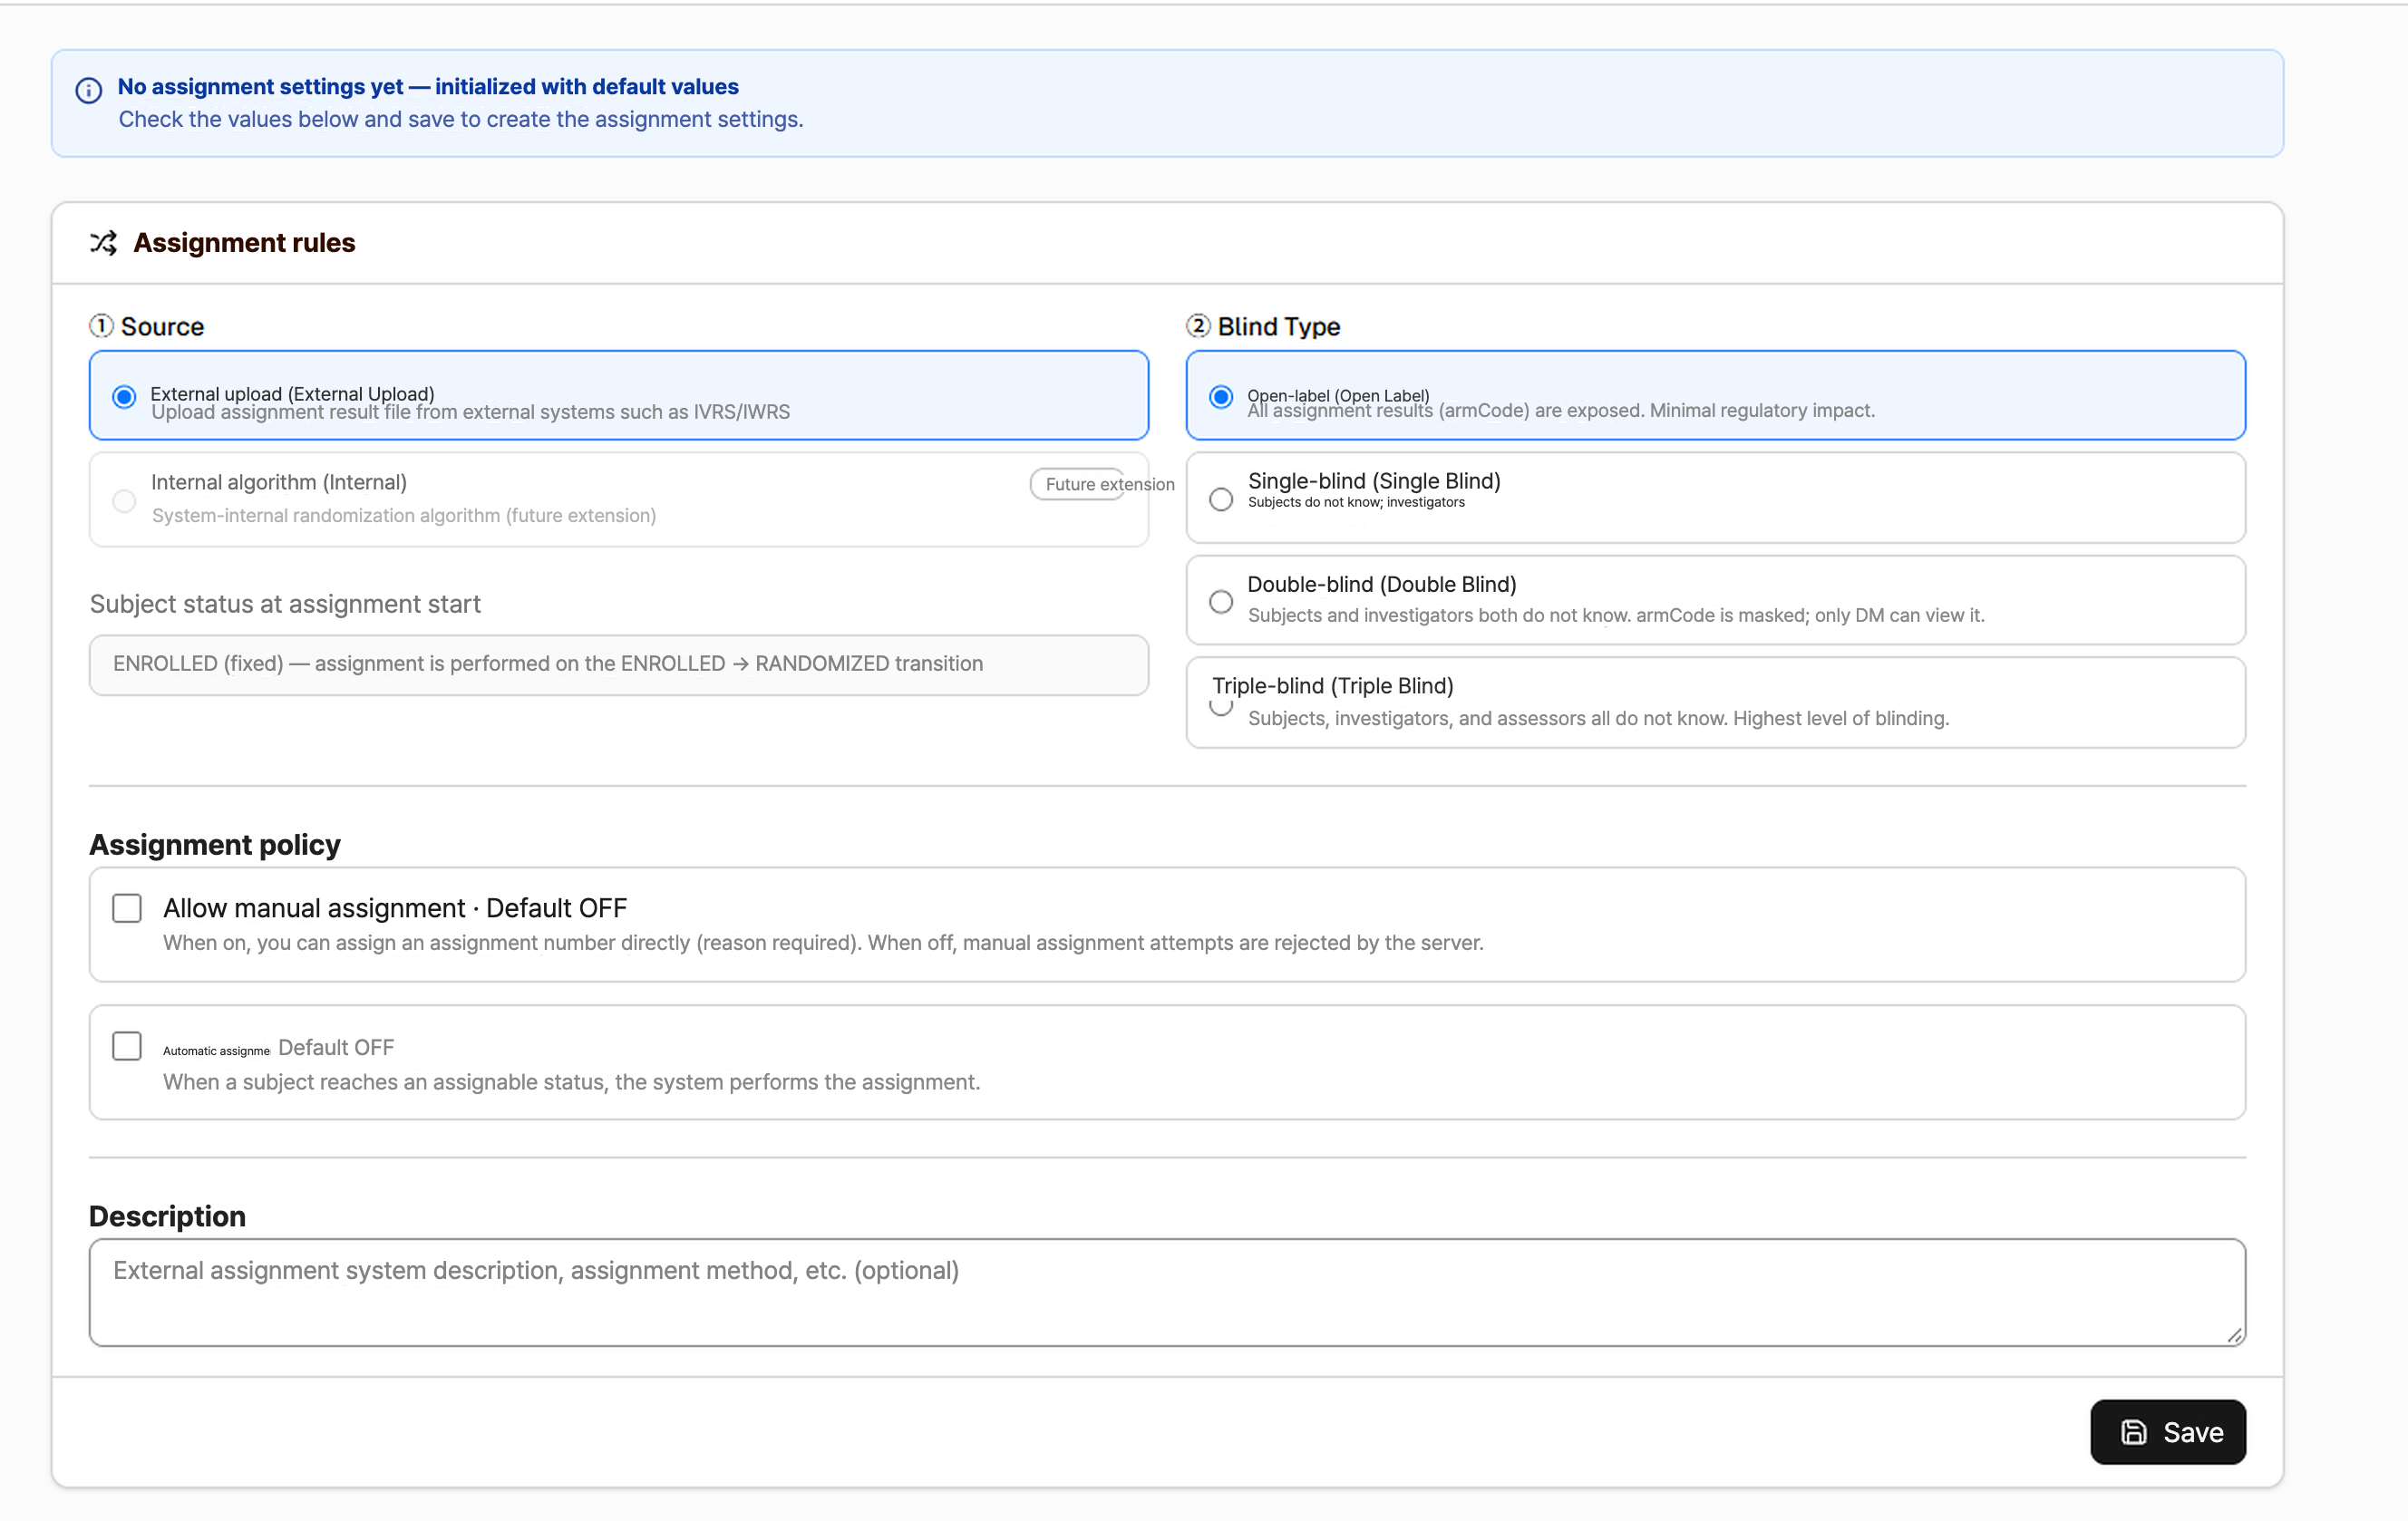 No assignment settings yet — initialized with default values
Check the values below and save to create the assignment settings.
Assignment rules
① Source
External upload (External Upload)
Upload assignment result file from external systems such as IVRS/IWRS
Internal algorithm (Internal)
Future extension
System-internal randomization algorithm (future extension)
Subject status at assignment start
ENROLLED (fixed) — assignment is performed on the ENROLLED → RANDOMIZED transition
② Blind Type
Open-label (Open Label)
All assignment results (armCode) are exposed. Minimal regulatory impact.
Single-blind (Single Blind)
Subjects do not know; investigators
Double-blind (Double Blind)
Subjects and investigators both do not know. armCode is masked; only DM can view it.
Triple-blind (Triple Blind)
Subjects, investigators, and assessors all do not know. Highest level of blinding.
Assignment policy
Allow manual assignment · Default OFF
When on, you can assign an assignment number directly (reason required). When off, manual assignment attempts are rejected by the server.
Automatic assignme Default OFF
When a subject reaches an assignable status, the system performs the assignment.
Description
External assignment system description, assignment method, etc. (optional)
Save